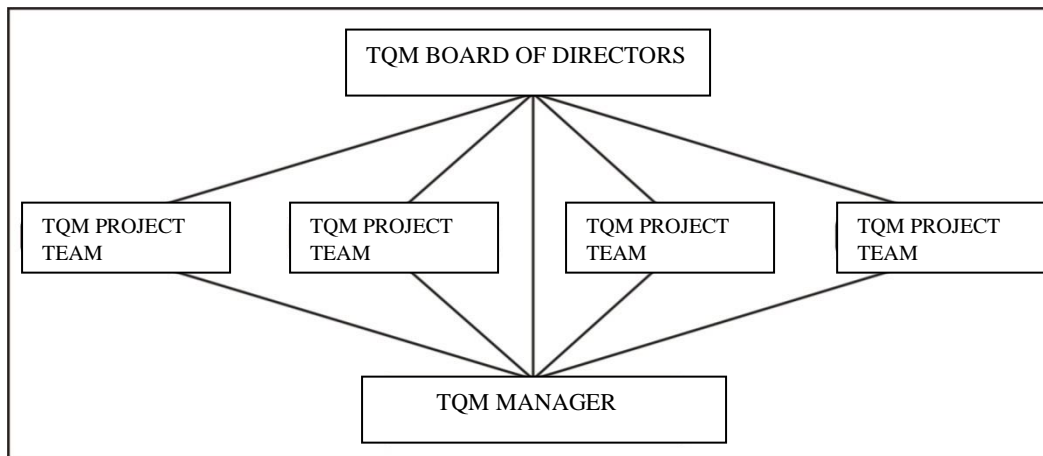 TQM BOARD OF DIRECTORS
TQM PROJECT
TEAM
TQM PROJECT
TEAM
TQM PROJECT
TEAM
TQM PROJECT
TEAM
TQM MANAGER